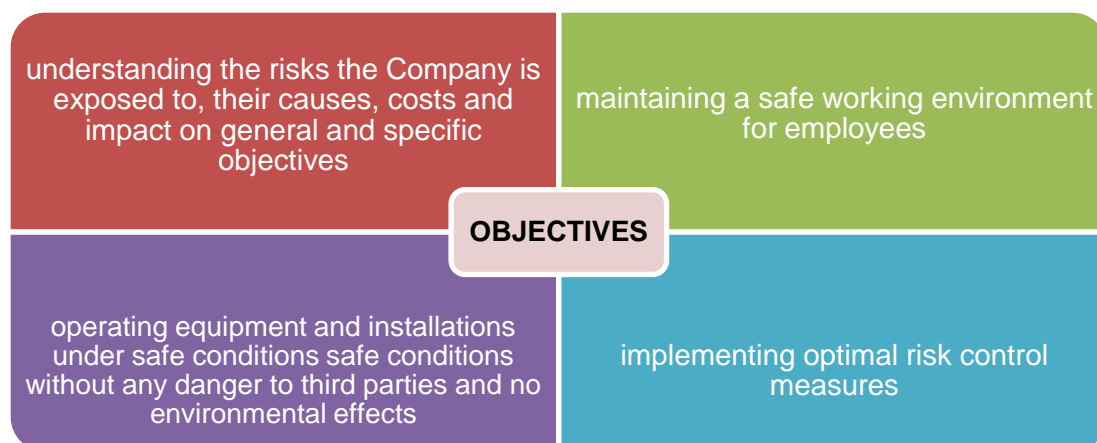 understanding the risks the Company is
exposed to, their causes, costs and
impact on general and specific
objectives
maintaining a safe working environment
for employees
OBJECTIVES
operating equipment and installations
under safe conditions safe conditions
without any danger to third parties and no
environmental effects
implementing optimal risk control
measures